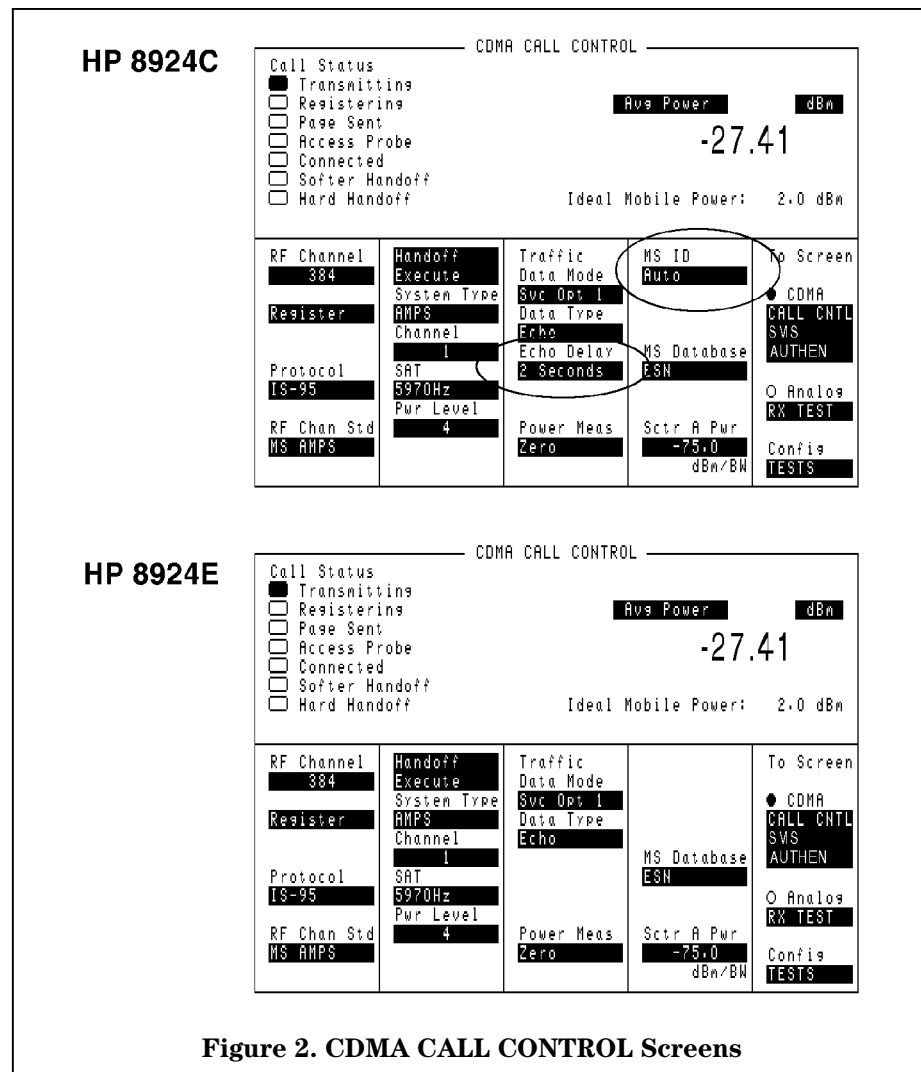 HP 8924C
CDMA CALL CONTROL
Call Status
Transmitting
Registering
Page Sent
Access Probe
Connected
Softer Handoff
Hard Handoff
Avg Power dBm
-27.41
Ideal Mobile Power: 2.0 dBm
RF Channel
384
Register
Protocol
IS-95
RF Chan Std
MS AMPS
Handoff
Execute
System Type
AMPS
Channel
1
SAT
5970Hz
Pwr Level
4
Traffic
Data Mode
Svc Opt 1
Data Type
Echo
Echo Delay
2 Seconds
Power Meas
Zero
MS ID
Auto
MS Database
ESN
Sctr A Pwr
-75.0
dBm/BW
To Screen
CDMA
CALL CNTL
SMS
AUTHEN
Analog
RX TEST
Config
TESTS
HP 8924E
CDMA CALL CONTROL
Call Status
Transmitting
Registering
Page Sent
Access Probe
Connected
Softer Handoff
Hard Handoff
Avg Power dBm
-27.41
Ideal Mobile Power: 2.0 dBm
RF Channel
384
Register
Protocol
IS-95
RF Chan Std
MS AMPS
Handoff
Execute
System Type
AMPS
Channel
1
SAT
5970Hz
Pwr Level
4
Traffic
Data Mode
Svc Opt 1
Data Type
Echo
Power Meas
Zero
MS Database
ESN
Sctr A Pwr
-75.0
dBm/BW
To Screen
CDMA
CALL CNTL
SMS
AUTHEN
Analog
RX TEST
Config
TESTS
Figure 2. CDMA CALL CONTROL Screens